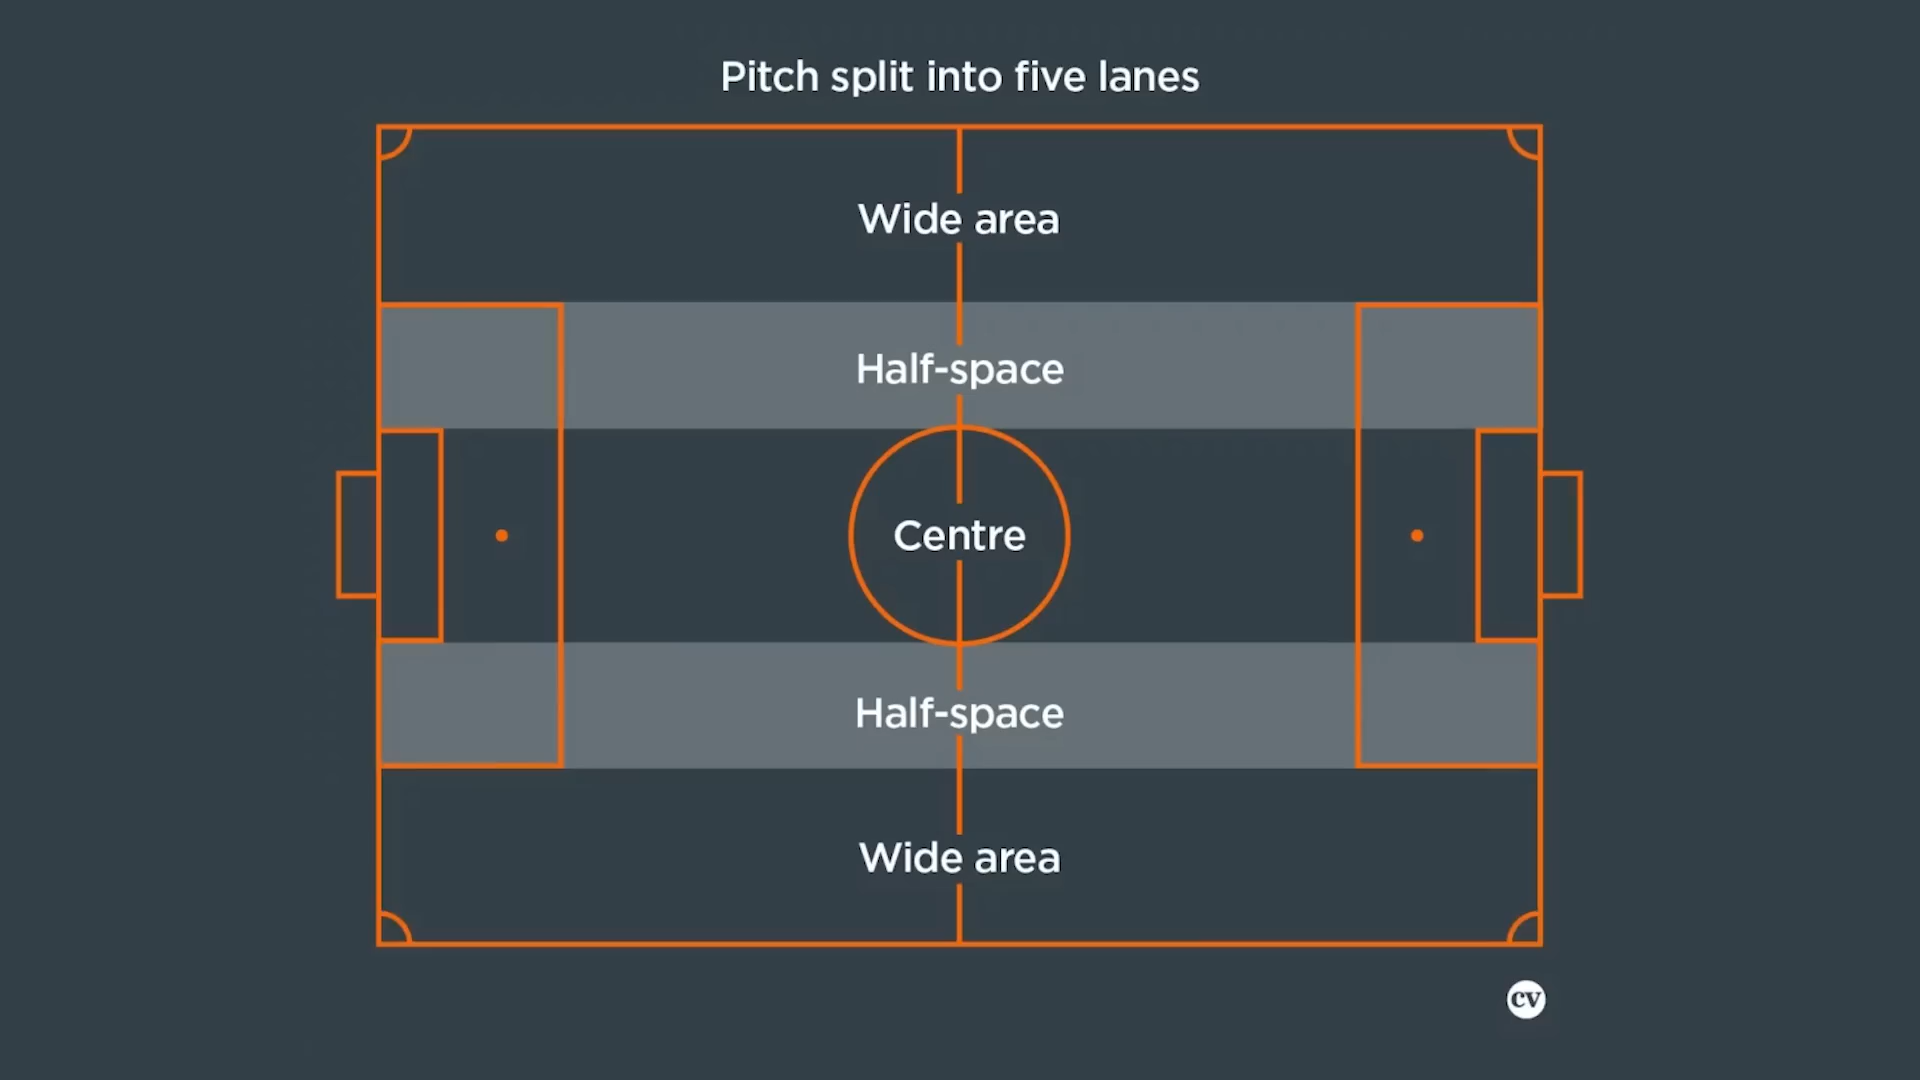 Pitch split into five lanes
Wide area
Half-space
Centre
Half-space
Wide area
CV